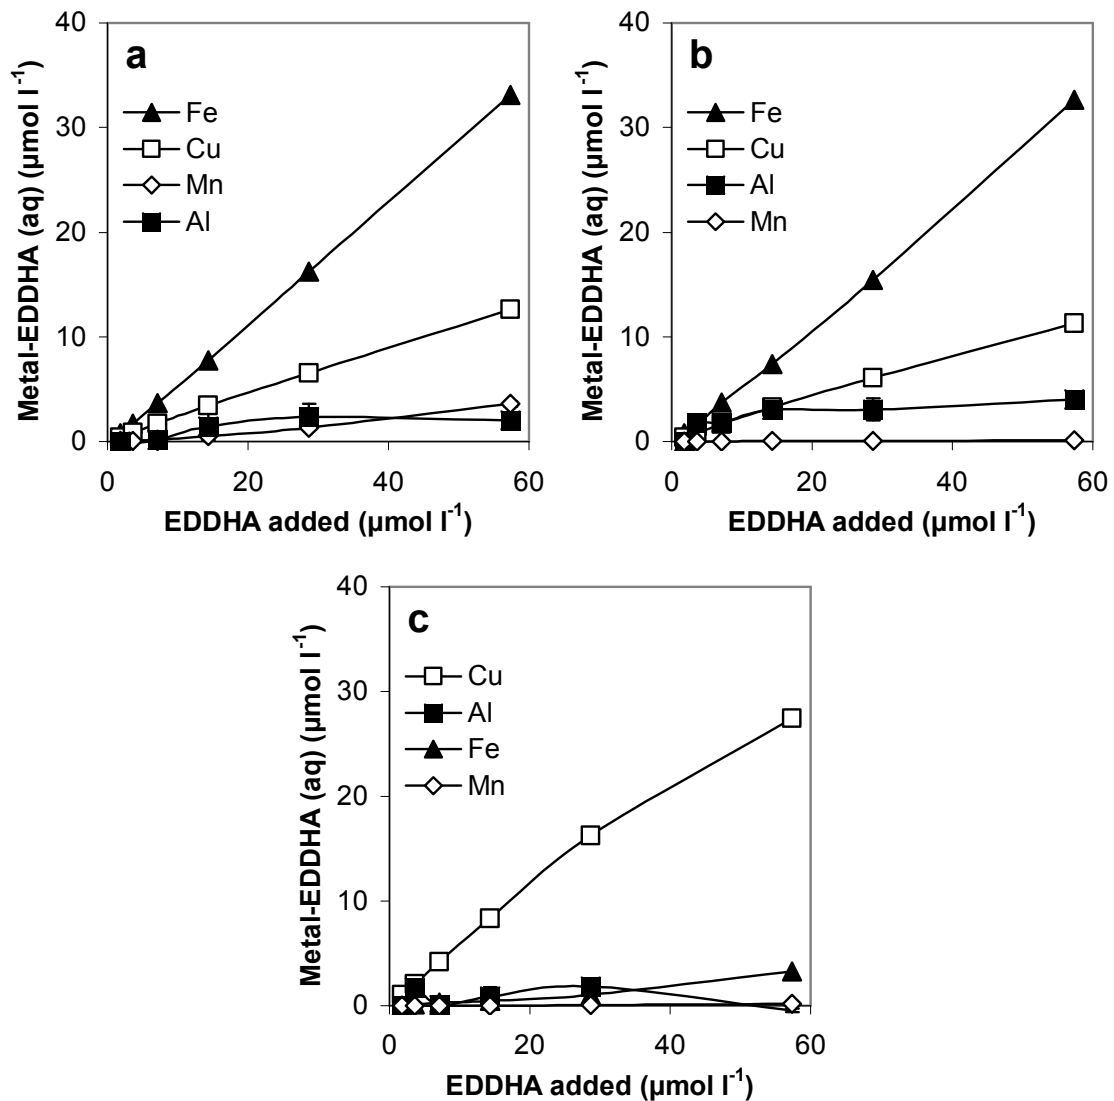 a
Fe
Cu
Mn
Al
40
30
20
10
0
0 20 40 60
Metal-EDDHA (aq) (µmol l⁻¹)
EDDHA added (µmol l⁻¹)
b
Fe
Cu
Al
Mn
40
30
20
10
0
0 20 40 60
Metal-EDDHA (aq) (µmol l⁻¹)
EDDHA added (µmol l⁻¹)
c
Cu
Al
Fe
Mn
40
30
20
10
0
0 20 40 60
Metal-EDDHA (aq) (µmol l⁻¹)
EDDHA added (µmol l⁻¹)